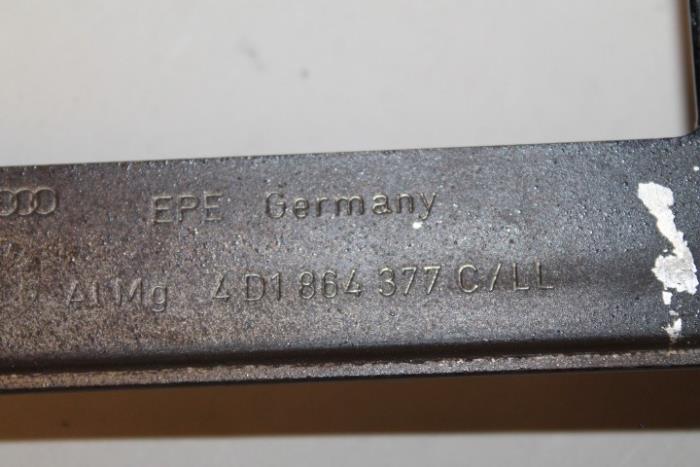 EPE Germany
AlMg 4D1 864 377 C/LL